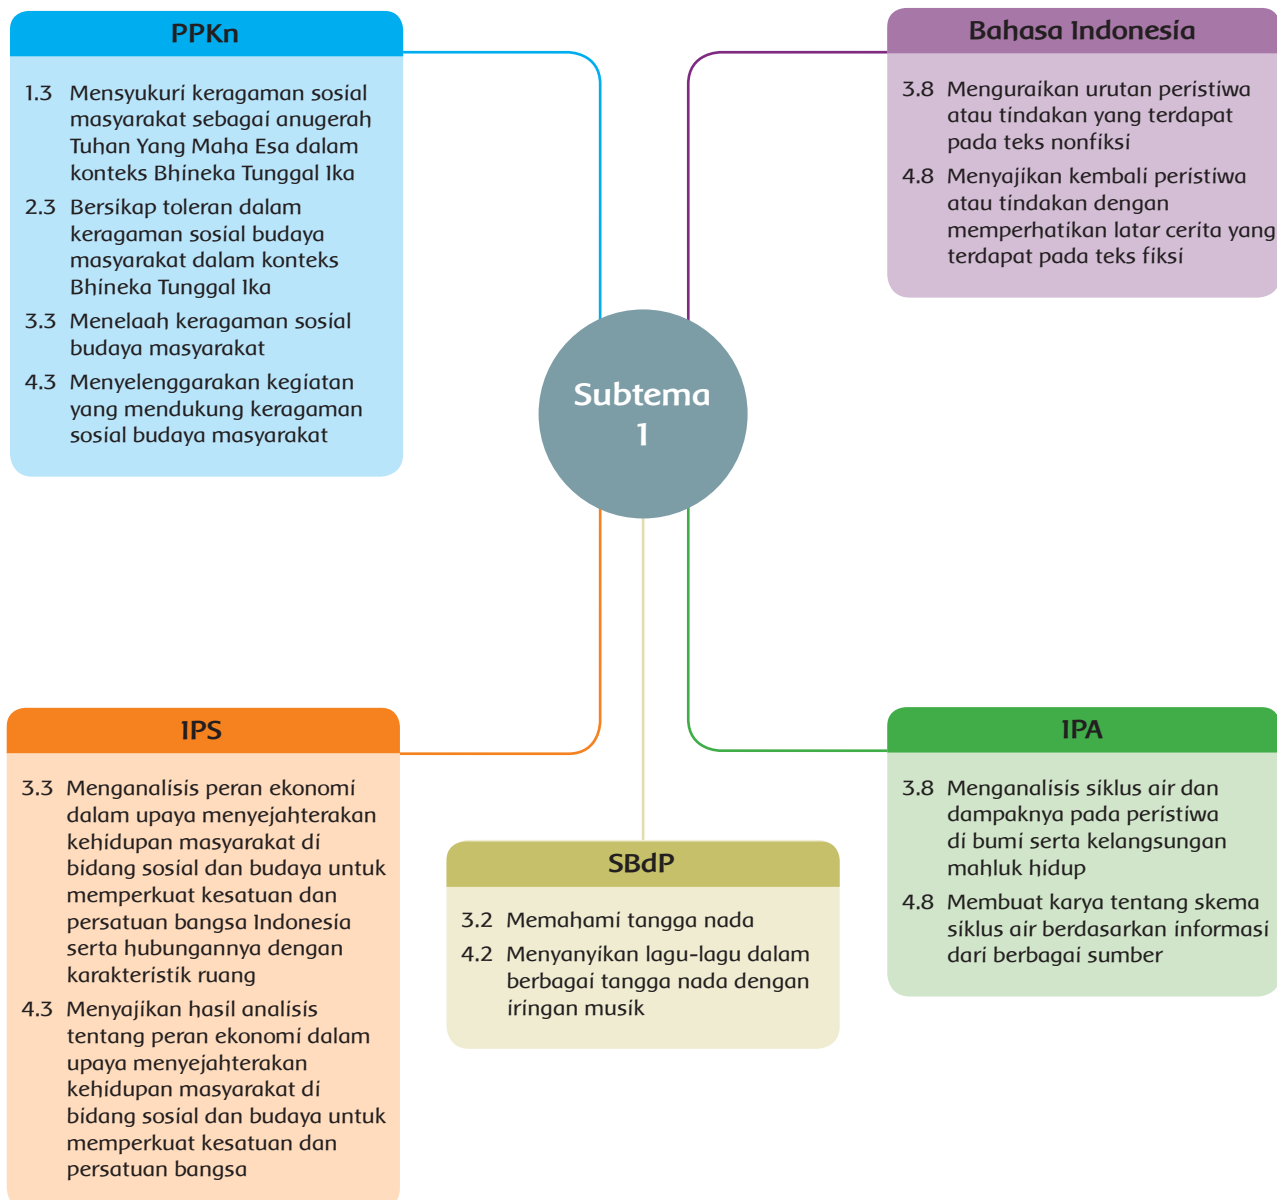 PPKn
1.3 Mensyukuri keragaman sosial
masyarakat sebagai anugerah
Tuhan Yang Maha Esa dalam
konteks Bhineka Tunggal Ika
2.3 Bersikap toleran dalam
keragaman sosial budaya
masyarakat dalam konteks
Bhineka Tunggal Ika
3.3 Menelaah keragaman sosial
budaya masyarakat
4.3 Menyelenggarakan kegiatan
yang mendukung keragaman
sosial budaya masyarakat
Bahasa Indonesia
3.8 Menguraikan urutan peristiwa
atau tindakan yang terdapat
pada teks nonfiksi
4.8 Menyajikan kembali peristiwa
atau tindakan dengan
memperhatikan latar cerita yang
terdapat pada teks fiksi
Subtema
1
IPS
3.3 Menganalisis peran ekonomi
dalam upaya menyejahterakan
kehidupan masyarakat di
bidang sosial dan budaya untuk
memperkuat kesatuan dan
persatuan bangsa Indonesia
serta hubungannya dengan
karakteristik ruang
4.3 Menyajikan hasil analisis
tentang peran ekonomi dalam
upaya menyejahterakan
kehidupan masyarakat di
bidang sosial dan budaya untuk
memperkuat kesatuan dan
persatuan bangsa
SBdP
3.2 Memahami tangga nada
4.2 Menyanyikan lagu-lagu dalam
berbagai tangga nada dengan
iringan musik
IPA
3.8 Menganalisis siklus air dan
dampaknya pada peristiwa
di bumi serta kelangsungan
mahluk hidup
4.8 Membuat karya tentang skema
siklus air berdasarkan informasi
dari berbagai sumber